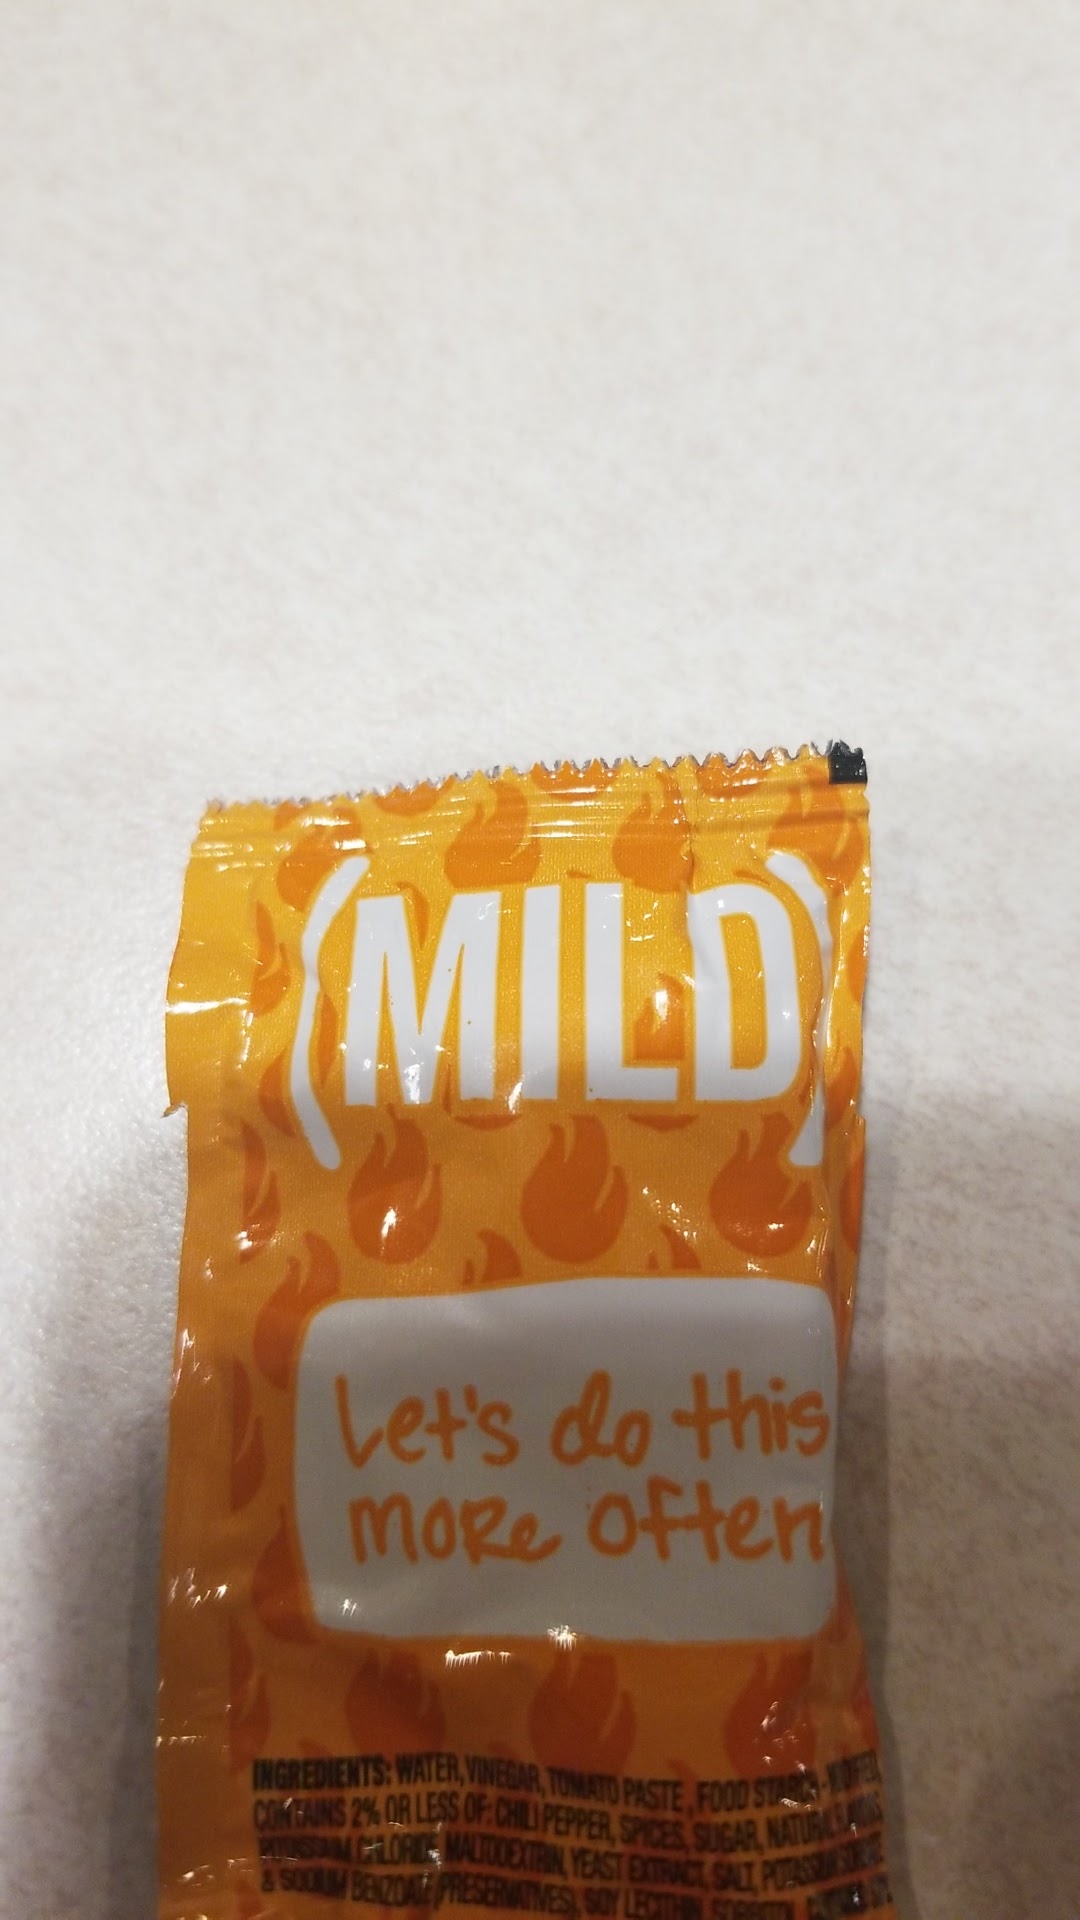 (MILD)
Let's do this
more often
INGREDIENTS: WATER, VINEGAR, TOMATO PASTE, FOOD STARCH -
CONTAINS 2% OR LESS OF: CHILI PEPPER, SPICES, SUGAR, NATURAL
POTASSIUM CHLORIDE, MALTODEXTRIN, YEAST EXTRACT, SALT, POTASSIUM
& SODIUM BENZOATE (PRESERVATIVES), SOY LECITHIN,